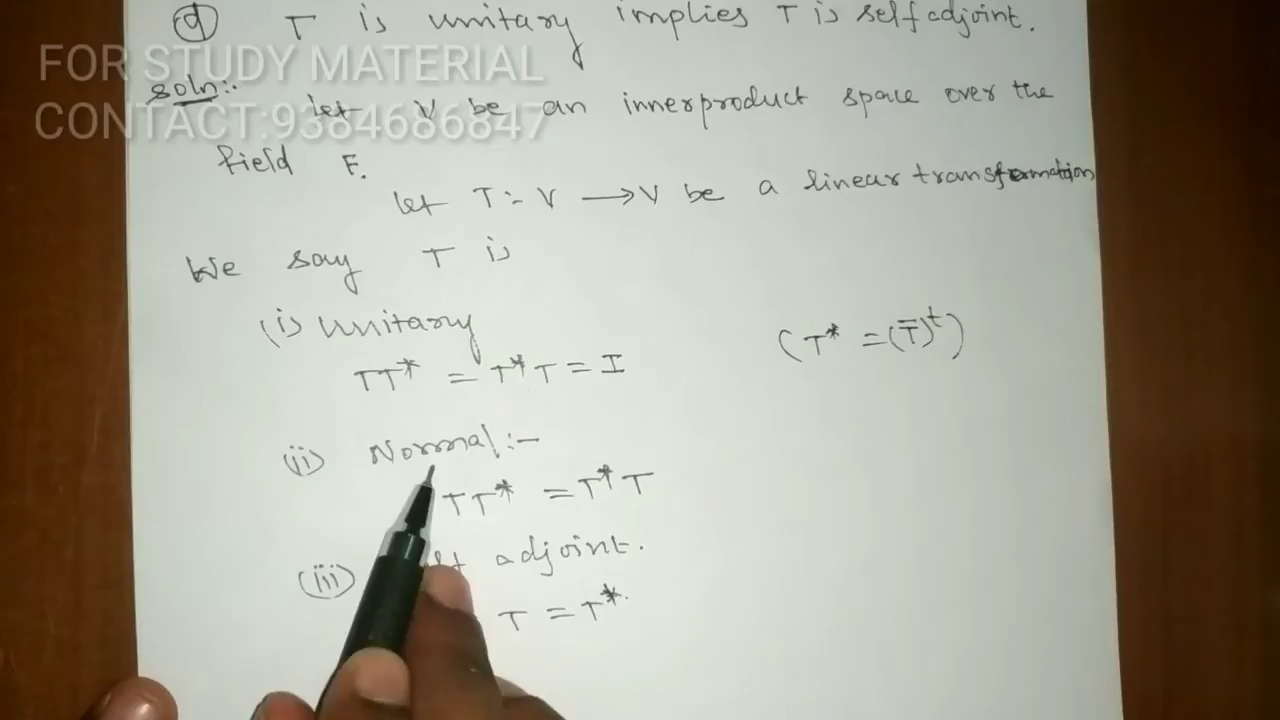 (d) T is unitary implies T is self adjoint.
FOR STUDY MATERIAL
soln:.
CONTACT:9384686847
let V be an innerproduct space over the
field F.
let T:- V → V be a linear transformation
We say T is
(i) Unitary
TT* = T*T = I
(T* = (T̅)ᵗ)
(ii) Normal:-
TT* = T*T
(iii) adjoint.
T = T*.